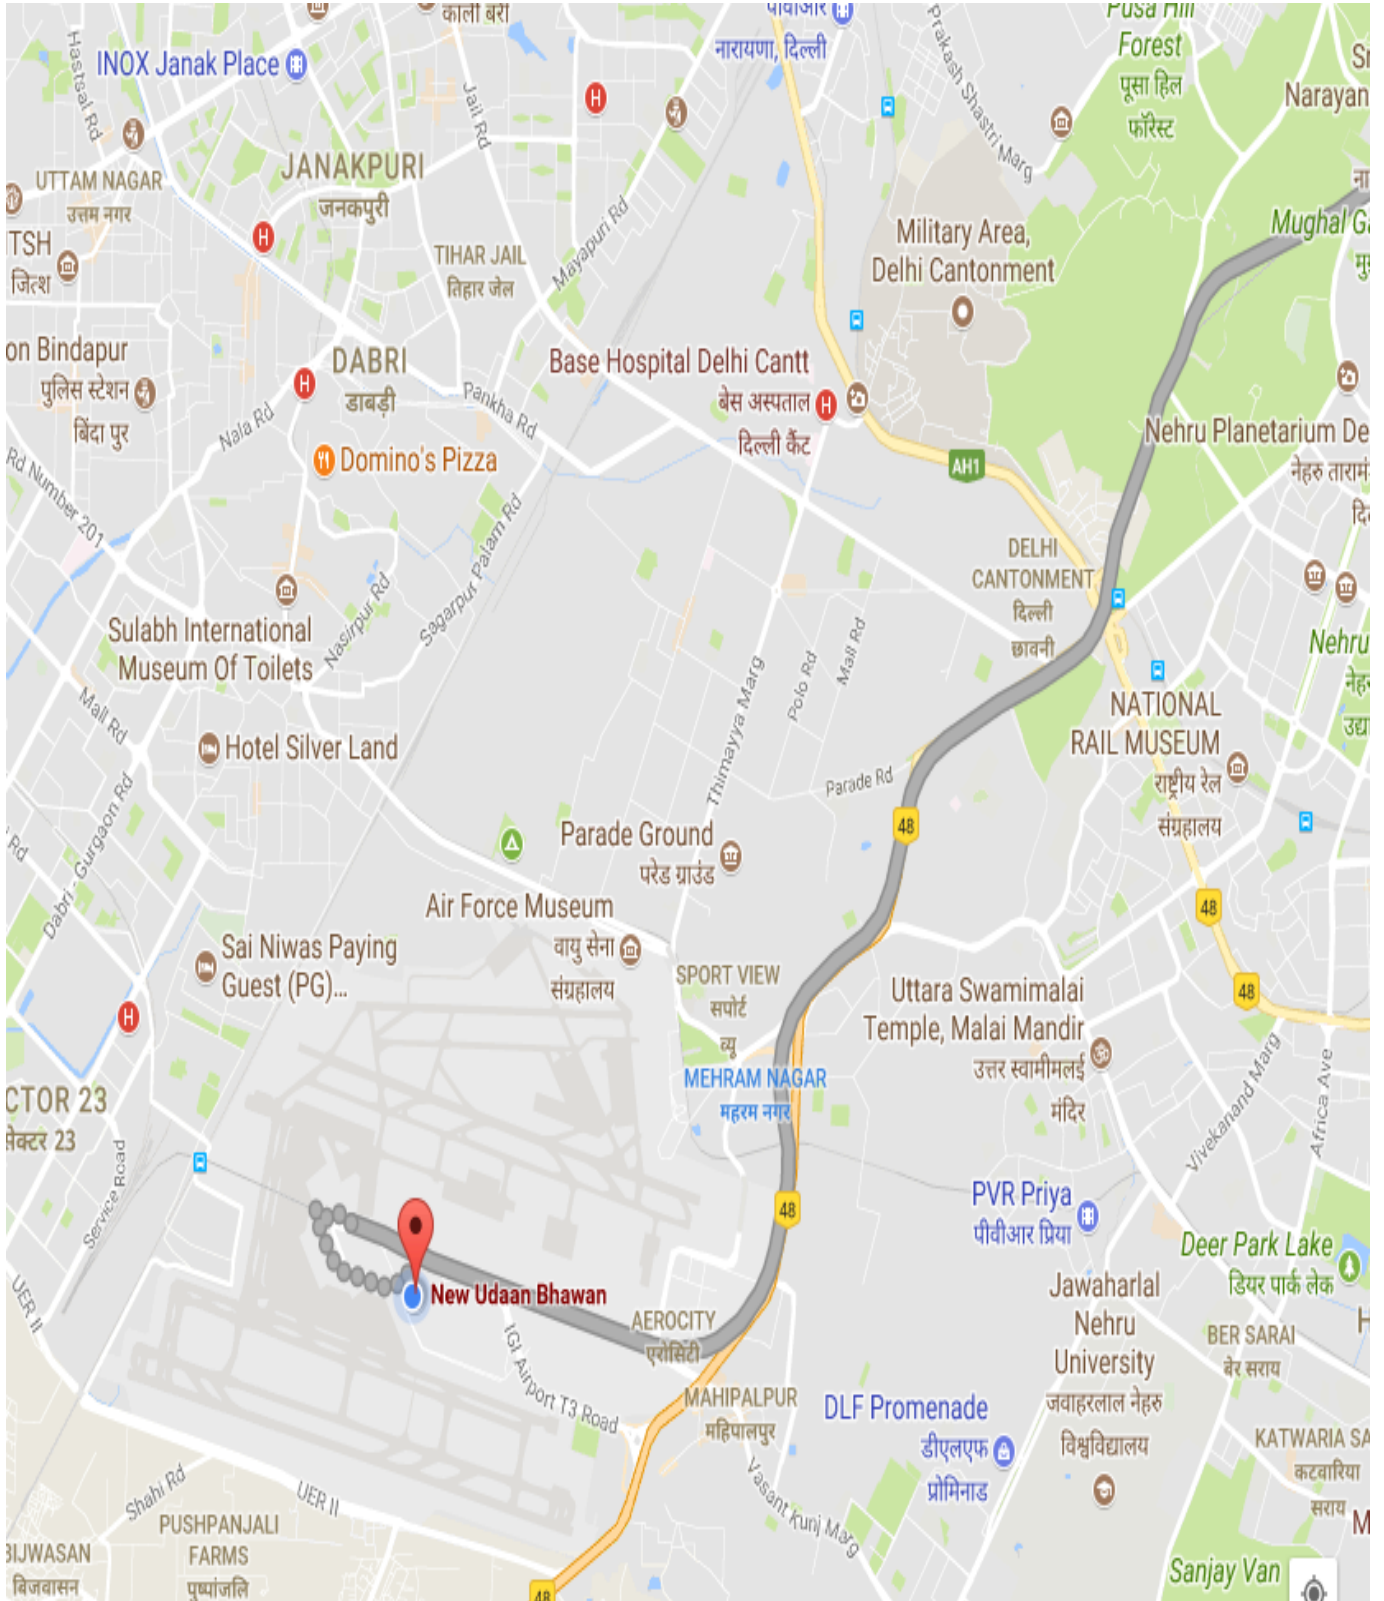 काली बरी
पीवीआर
नारायणा, दिल्ली
Pusa Hill
Forest
पूसा हिल
फॉरेस्ट
Hastsal Rd
INOX Janak Place
Jail Rd
Prakash Shastri Marg
Narayan
UTTAM NAGAR
उत्तम नगर
JANAKPURI
जनकपुरी
TIHAR JAIL
तिहार जेल
Mayapuri Rd
Military Area,
Delhi Cantonment
Mughal Ga
TSH
जित्श
on Bindapur
पुलिस स्टेशन
बिंदा पुर
DABRI
डाबड़ी
Nala Rd
Pankha Rd
Base Hospital Delhi Cantt
बेस अस्पताल
दिल्ली कैंट
Domino's Pizza
AH1
Nehru Planetarium De
नेहरु तारामं
Rd Number 201
DELHI
CANTONMENT
दिल्ली
छावनी
Sagarpur Palam Rd
Nasirpur Rd
Sulabh International
Museum Of Toilets
Mall Rd
Polo Rd
Mall Rd
Thimayya Marg
Nehru
नेहरु
उद्या
NATIONAL
RAIL MUSEUM
राष्ट्रीय रेल
संग्रहालय
Hotel Silver Land
Parade Rd
48
Rd
Dabri - Gurgaon Rd
Parade Ground
परेड ग्राउंड
Air Force Museum
वायु सेना
संग्रहालय
48
Sai Niwas Paying
Guest (PG)...
SPORT VIEW
सपोर्ट
व्यू
Uttara Swamimalai
Temple, Malai Mandir
उत्तर स्वामीमलई
मंदिर
48
MEHRAM NAGAR
महरम नगर
CTOR 23
सेक्टर 23
Service Road
Vivekanand Marg
Africa Ave
PVR Priya
पीवीआर प्रिया
48
Deer Park Lake
डियर पार्क लेक
New Udaan Bhawan
UER II
AEROCITY
एरोसिटी
IGI Airport T3 Road
Jawaharlal
Nehru
University
जवाहरलाल नेहरु
विश्वविद्यालय
BER SARAI
बेर सराय
MAHIPALPUR
महिपालपुर
DLF Promenade
डीएलएफ
प्रोमिनाड
KATWARIA SA
कटवारिया
सराय
Shahi Rd
UER II
Vasant Kunj Marg
PUSHPANJALI
FARMS
पुष्पांजलि
BIJWASAN
बिजवासन
Sanjay Van
48